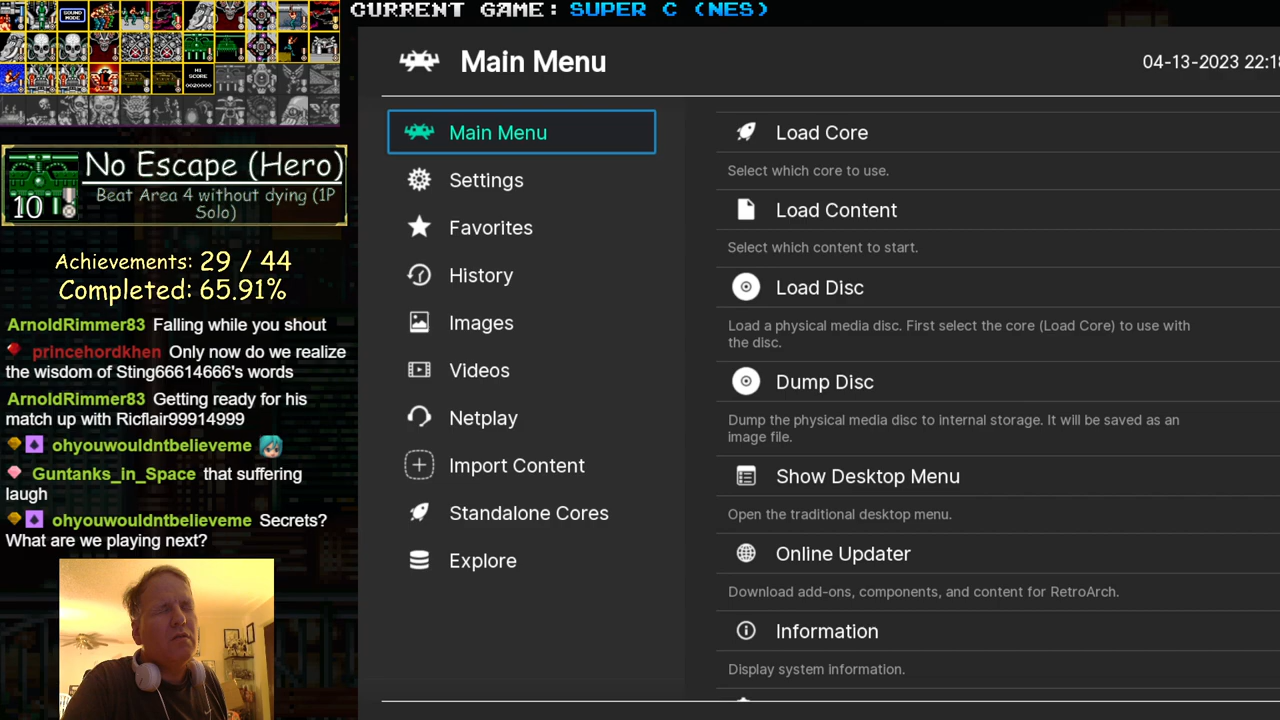 CURRENT GAME: SUPER C (NES)
Main Menu
04-13-2023 22:18
SOUND MODE
HI SCORE
No Escape (Hero)
10
Beat Area 4 without dying (1P
Solo)
Achievements: 29 / 44
Completed: 65.91%
ArnoldRimmer83 Falling while you shout
princehordkhen Only now do we realize
the wisdom of Sting66614666's words
ArnoldRimmer83 Getting ready for his
match up with Ricflair99914999
ohyouwouldntbelieveme
Guntanks_in_Space that suffering
laugh
ohyouwouldntbelieveme Secrets?
What are we playing next?
Main Menu
Settings
Favorites
History
Images
Videos
Netplay
Import Content
Standalone Cores
Explore
Load Core
Select which core to use.
Load Content
Select which content to start.
Load Disc
Load a physical media disc. First select the core (Load Core) to use with
the disc.
Dump Disc
Dump the physical media disc to internal storage. It will be saved as an
image file.
Show Desktop Menu
Open the traditional desktop menu.
Online Updater
Download add-ons, components, and content for RetroArch.
Information
Display system information.